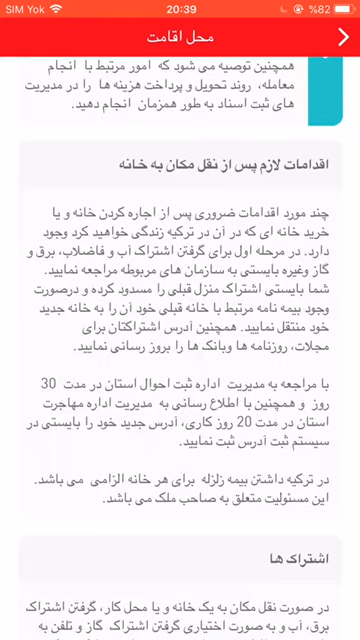 SIM Yok 20:39 %82
محل اقامت
همچنین توصیه می شود که امور مرتبط با انجام
معامله، روند تحویل و پرداخت هزینه ها را در مدیریت
های ثبت اسناد به طور همزمان انجام دهید.
اقدامات لازم پس از نقل مکان به خانه
چند مورد اقدامات ضروری پس از اجاره کردن خانه و یا
خرید خانه ای که در آن در ترکیه زندگی خواهید کرد وجود
دارد. در مرحله اول برای گرفتن اشتراک آب و فاضلاب، برق و
گاز وغیره بایستی به سازمان های مربوطه مراجعه نمایید.
شما بایستی اشتراک منزل قبلی را مسدود کرده و درصورت
وجود بیمه نامه مرتبط با خانه قبلی خود آن را به خانه جدید
خود منتقل نمایید. همچنین آدرس اشتراکتان برای
مجلات، روزنامه ها وبانک ها را بروز رسانی نمایید.
با مراجعه به مدیریت اداره ثبت احوال استان در مدت 30
روز و همچنین با اطلاع رسانی به مدیریت اداره مهاجرت
استان در مدت 20 روز کاری، آدرس جدید خود را بایستی در
سیستم ثبت آدرس ثبت نمایید.
در ترکیه داشتن بیمه زلزله برای هر خانه الزامی می باشد.
این مسئولیت متعلق به صاحب ملک می باشد.
اشتراک ها
در صورت نقل مکان به یک خانه و یا محل کار، گرفتن اشتراک
برق، آب و به صورت اختیاری گرفتن اشتراک گاز و تلفن به